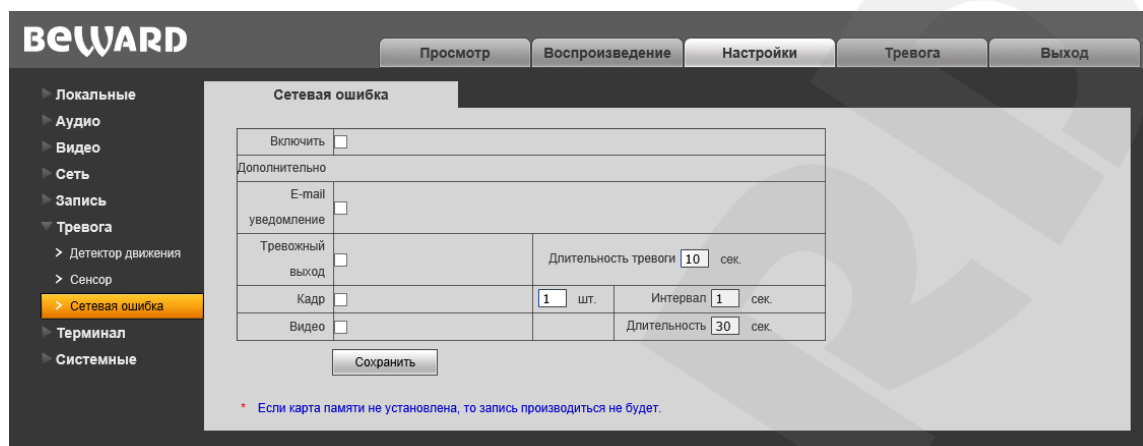 BEWARD
Просмотр Воспроизведение Настройки Тревога Выход
Локальные
Аудио
Видео
Сеть
Запись
Тревога
> Детектор движения
> Сенсор
> Сетевая ошибка
Терминал
Системные
Сетевая ошибка
Включить
Дополнительно
E-mail
уведомление
Тревожный
выход
Длительность тревоги 10 сек.
Кадр 1 шт. Интервал 1 сек.
Видео Длительность 30 сек.
Сохранить
* Если карта памяти не установлена, то запись производиться не будет.